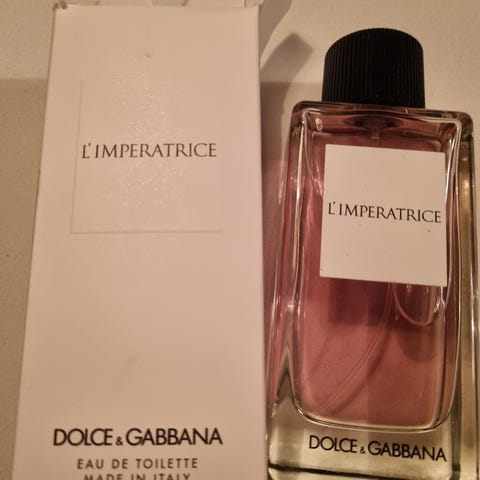 L'IMPERATRICE
DOLCE & GABBANA
EAU DE TOILETTE
MADE IN ITALY
L'IMPERATRICE
DOLCE & GABBANA